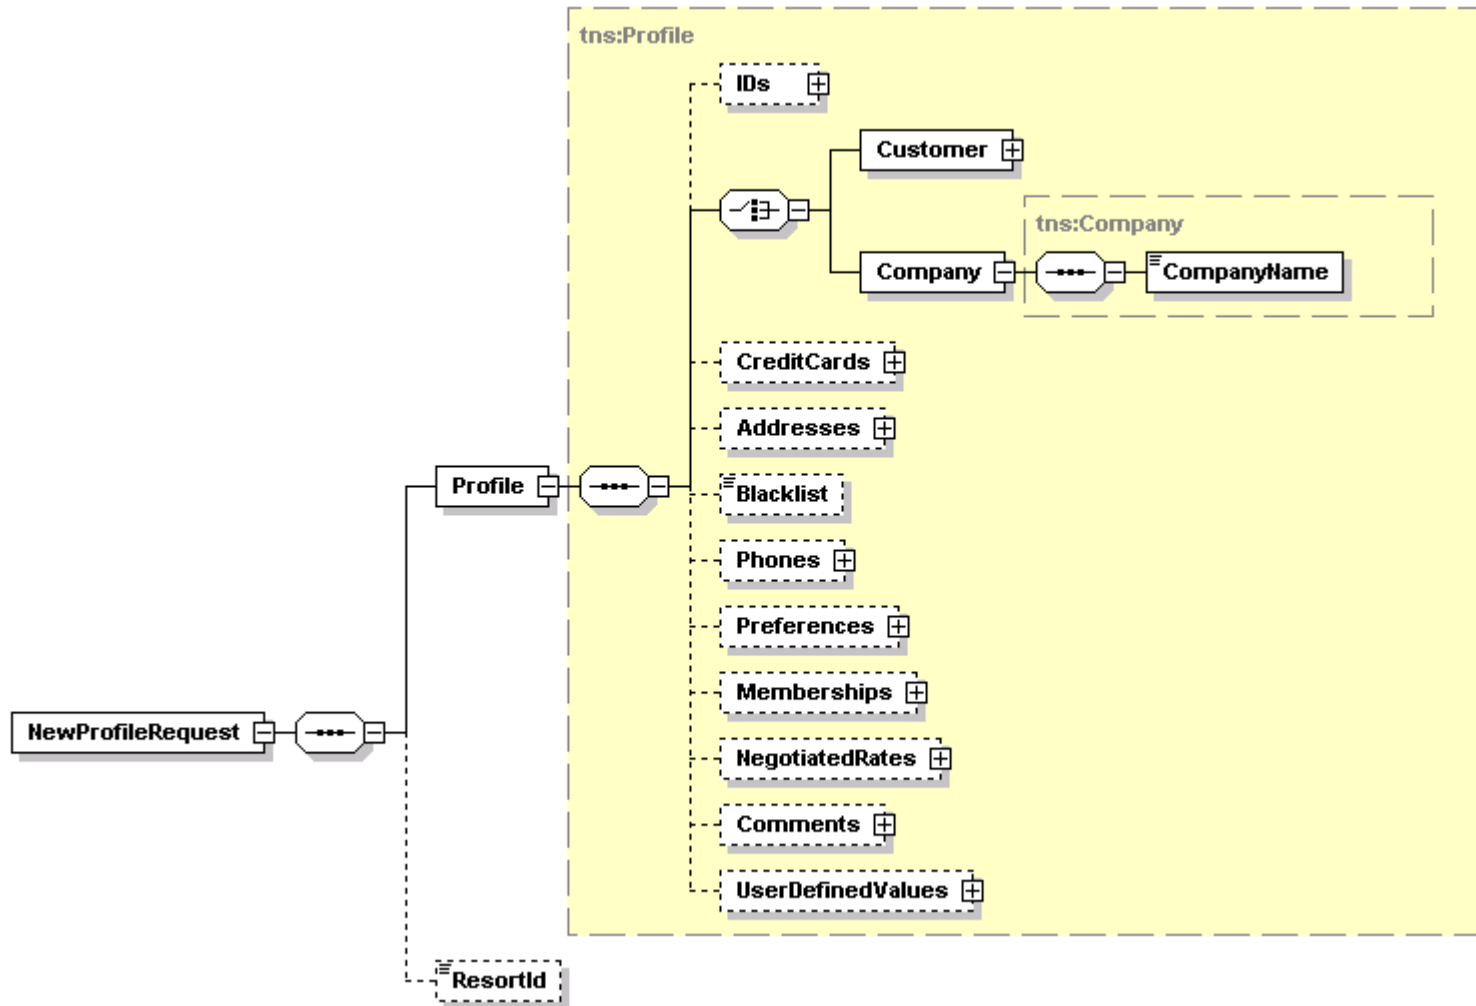 tns:Profile
IDs
Customer
tns:Company
Company
CompanyName
CreditCards
Addresses
Profile
Blacklist
Phones
Preferences
Memberships
NewProfileRequest
NegotiatedRates
Comments
UserDefinedValues
ResortId